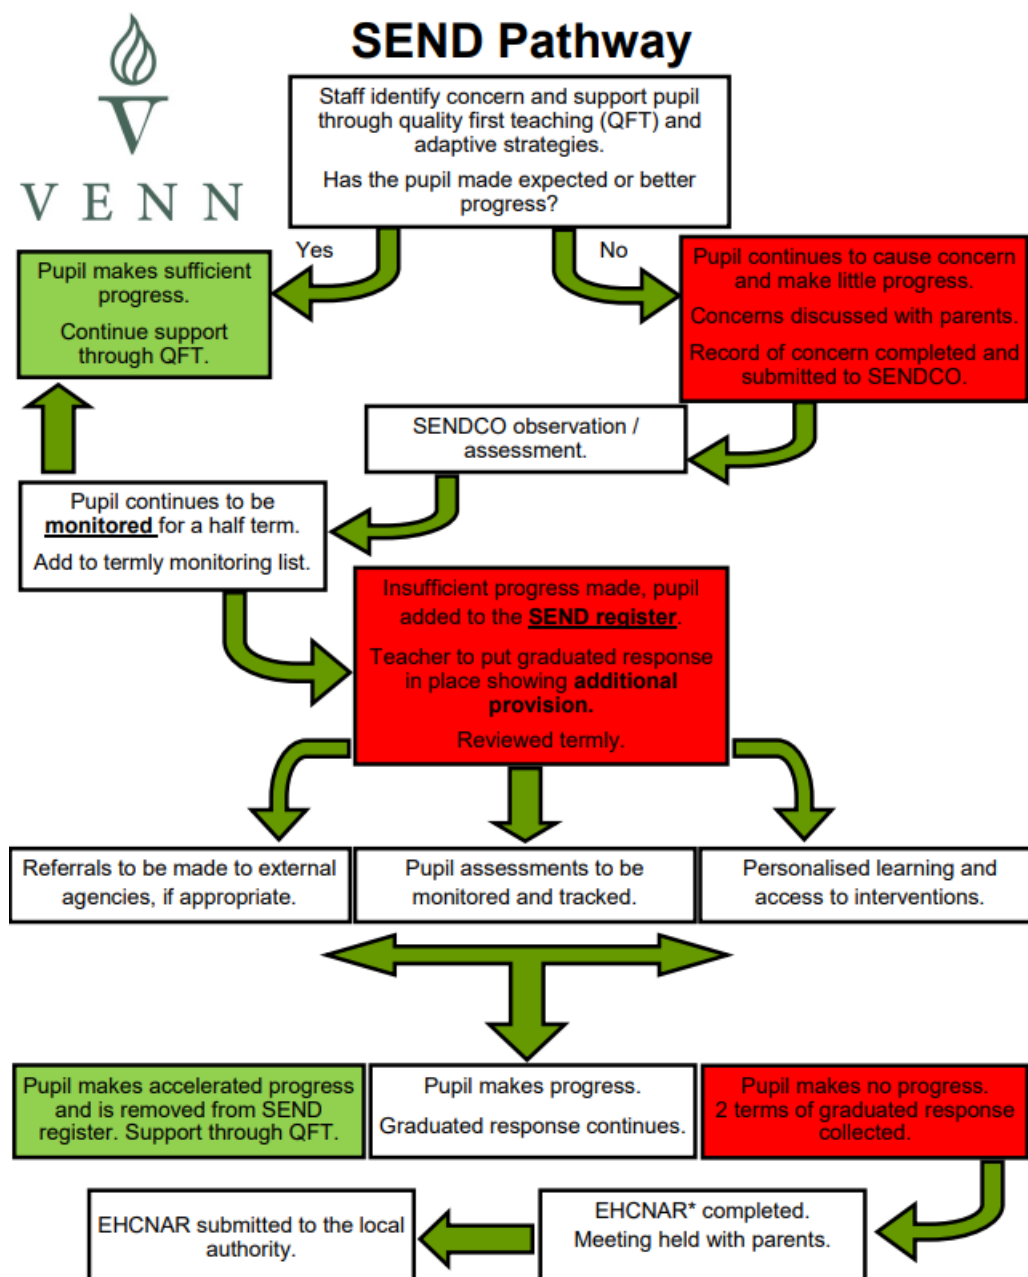 SEND Pathway
VENN
Staff identify concern and support pupil
through quality first teaching (QFT) and
adaptive strategies.
Has the pupil made expected or better
progress?
Yes
No
Pupil makes sufficient
progress.
Continue support
through QFT.
Pupil continues to cause concern
and make little progress.
Concerns discussed with parents.
Record of concern completed and
submitted to SENDCO.
SENDCO observation /
assessment.
Pupil continues to be
monitored for a half term.
Add to termly monitoring list.
Insufficient progress made, pupil
added to the SEND register.
Teacher to put graduated response
in place showing additional
provision.
Reviewed termly.
Referrals to be made to external
agencies, if appropriate.
Pupil assessments to be
monitored and tracked.
Personalised learning and
access to interventions.
Pupil makes accelerated progress
and is removed from SEND
register. Support through QFT.
Pupil makes progress.
Graduated response continues.
Pupil makes no progress.
2 terms of graduated response
collected.
EHCNAR submitted to the local
authority.
EHCNAR* completed.
Meeting held with parents.